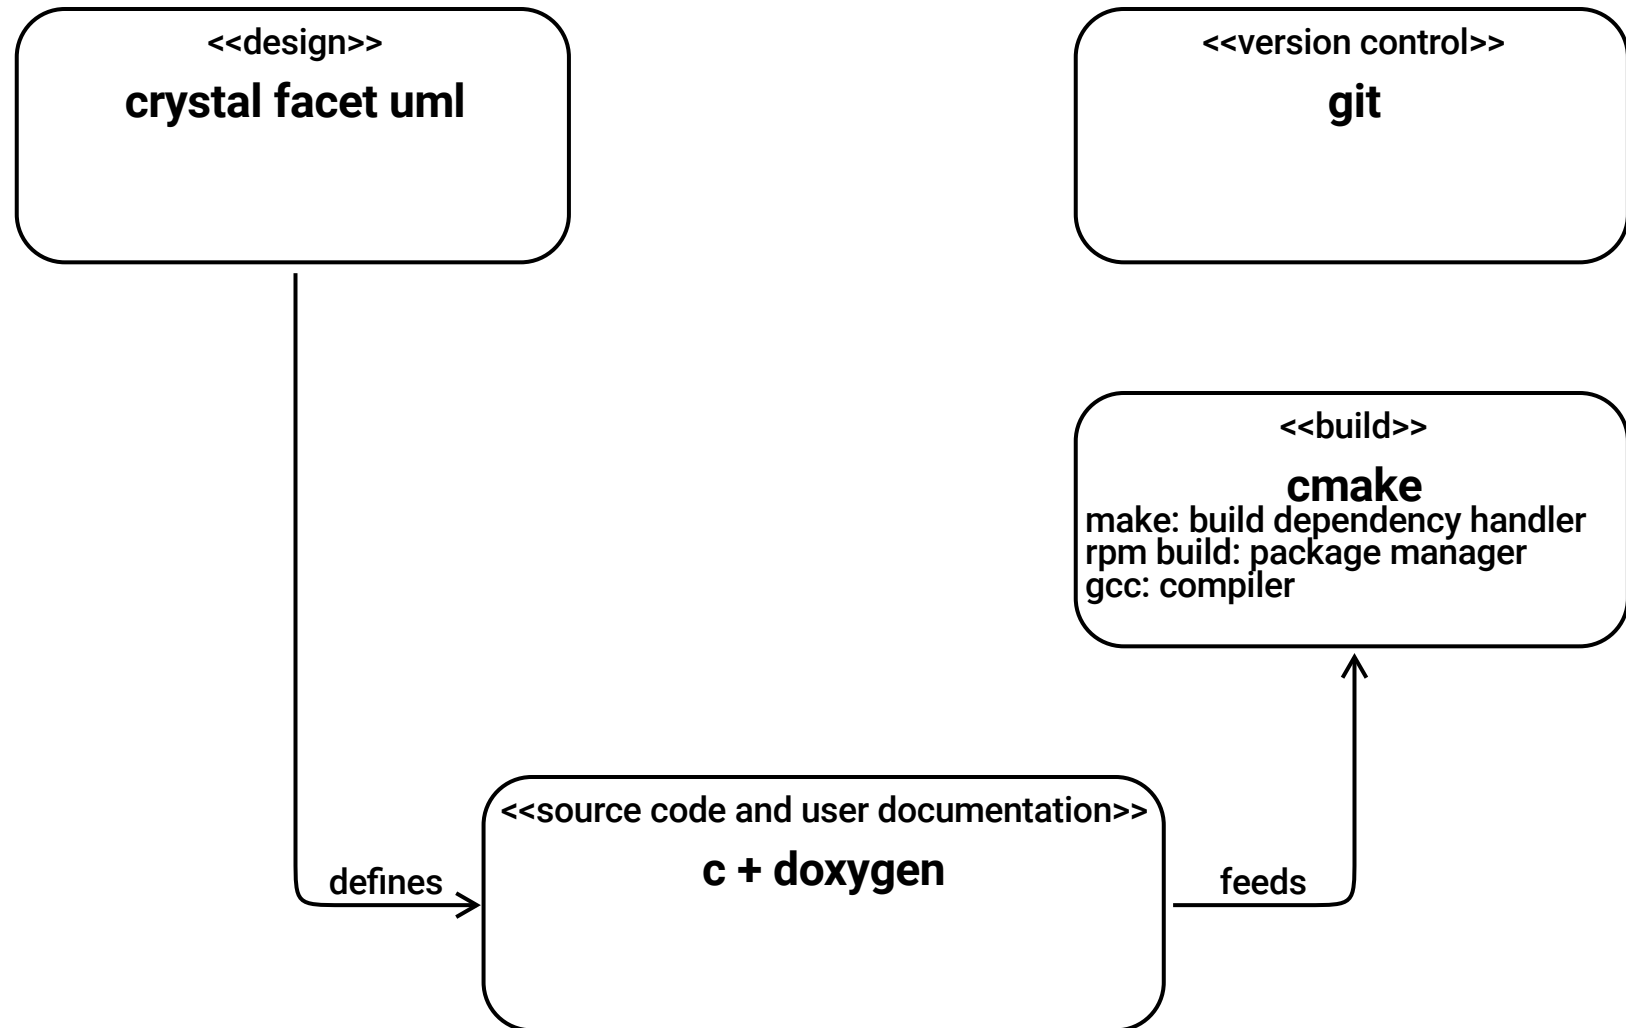 <<design>>
crystal facet uml
<<version control>>
git
<<build>>
cmake
make: build dependency handler
rpm build: package manager
gcc: compiler
<<source code and user documentation>>
c + doxygen
defines
feeds